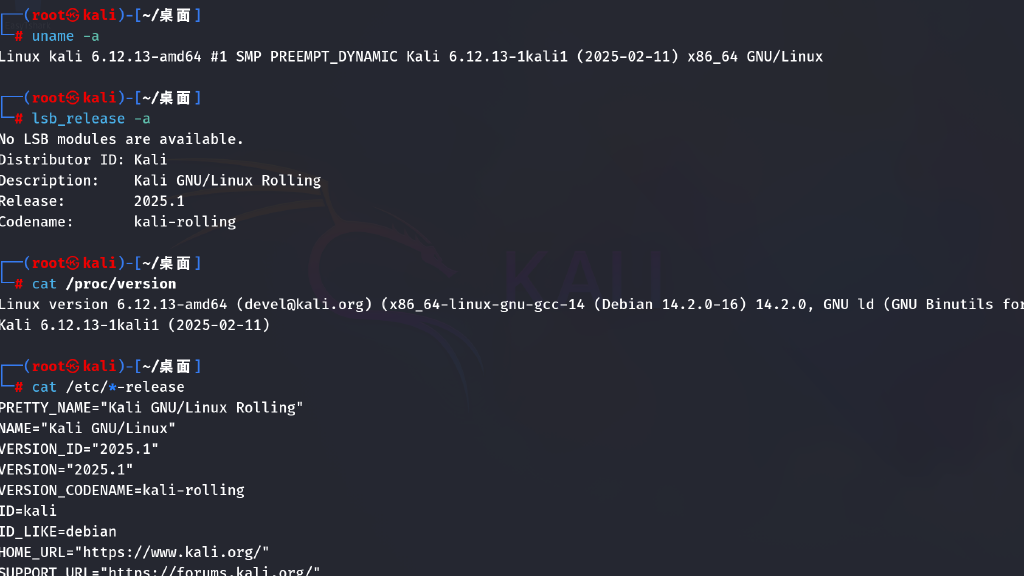 ┌──(root㉿kali)-[~/桌面]
└─# uname -a
Linux kali 6.12.13-amd64 #1 SMP PREEMPT_DYNAMIC Kali 6.12.13-1kali1 (2025-02-11) x86_64 GNU/Linux
┌──(root㉿kali)-[~/桌面]
└─# lsb_release -a
No LSB modules are available.
Distributor ID: Kali
Description:    Kali GNU/Linux Rolling
Release:        2025.1
Codename:       kali-rolling
┌──(root㉿kali)-[~/桌面]
└─# cat /proc/version
Linux version 6.12.13-amd64 (devel@kali.org) (x86_64-linux-gnu-gcc-14 (Debian 14.2.0-16) 14.2.0, GNU ld (GNU Binutils for
Kali 6.12.13-1kali1 (2025-02-11)
┌──(root㉿kali)-[~/桌面]
└─# cat /etc/*-release
PRETTY_NAME="Kali GNU/Linux Rolling"
NAME="Kali GNU/Linux"
VERSION_ID="2025.1"
VERSION="2025.1"
VERSION_CODENAME=kali-rolling
ID=kali
ID_LIKE=debian
HOME_URL="https://www.kali.org/"
SUPPORT_URL="https://forums.kali.org/"
KALI